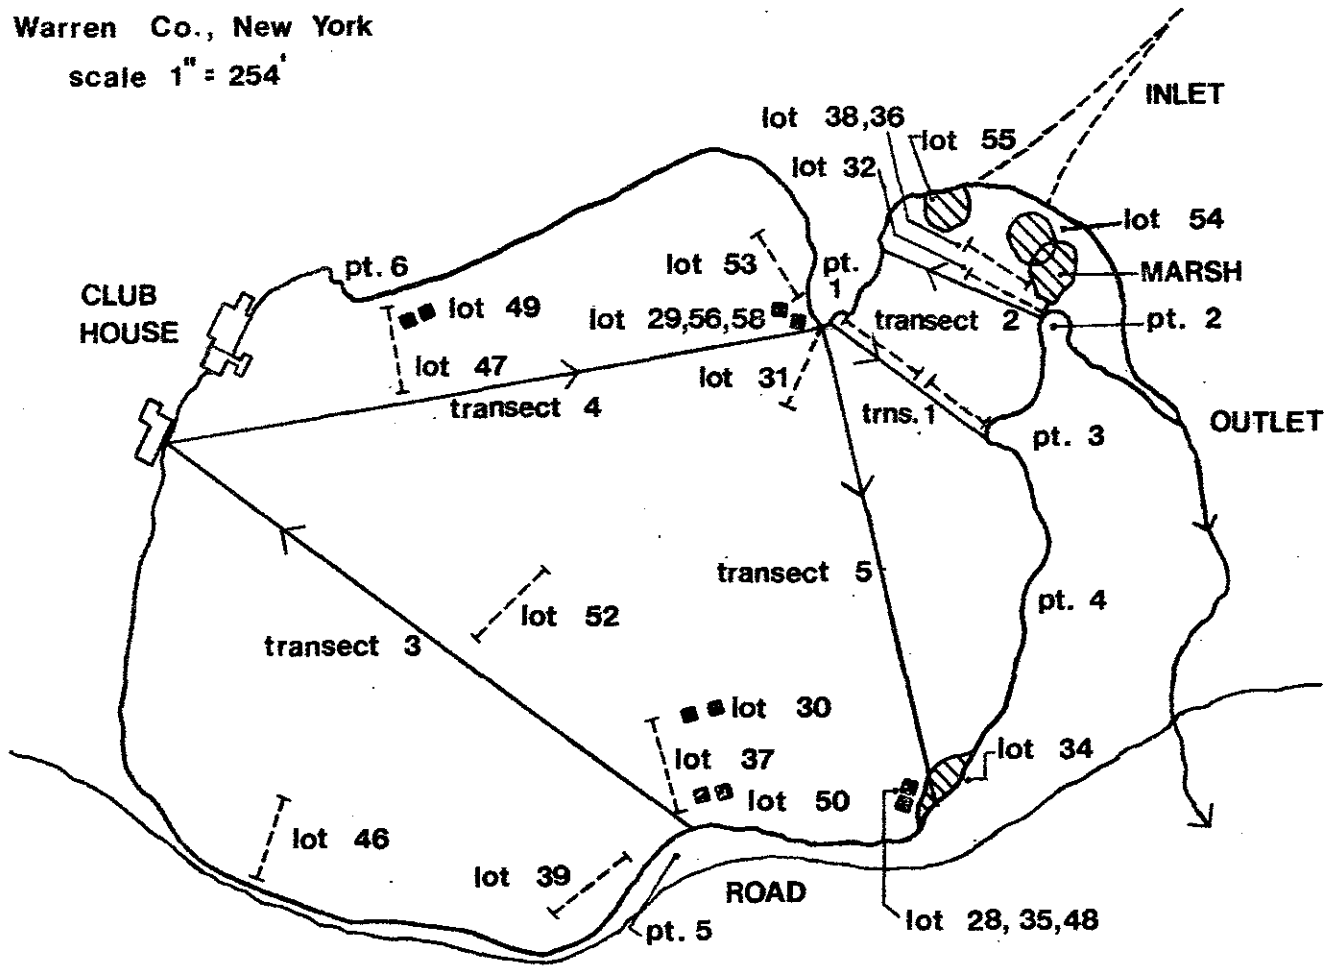 Warren Co., New York
scale 1" = 254'
INLET
lot 38,36
lot 55
lot 32
lot 54
pt. 6
lot 53
pt.
1
MARSH
CLUB
HOUSE
lot 49
lot 29,56,58
transect 2
pt. 2
lot 47
lot 31
transect 4
trns. 1
pt. 3
OUTLET
transect 5
pt. 4
lot 52
transect 3
lot 30
lot 37
lot 34
lot 50
lot 46
lot 39
ROAD
pt. 5
lot 28, 35,48